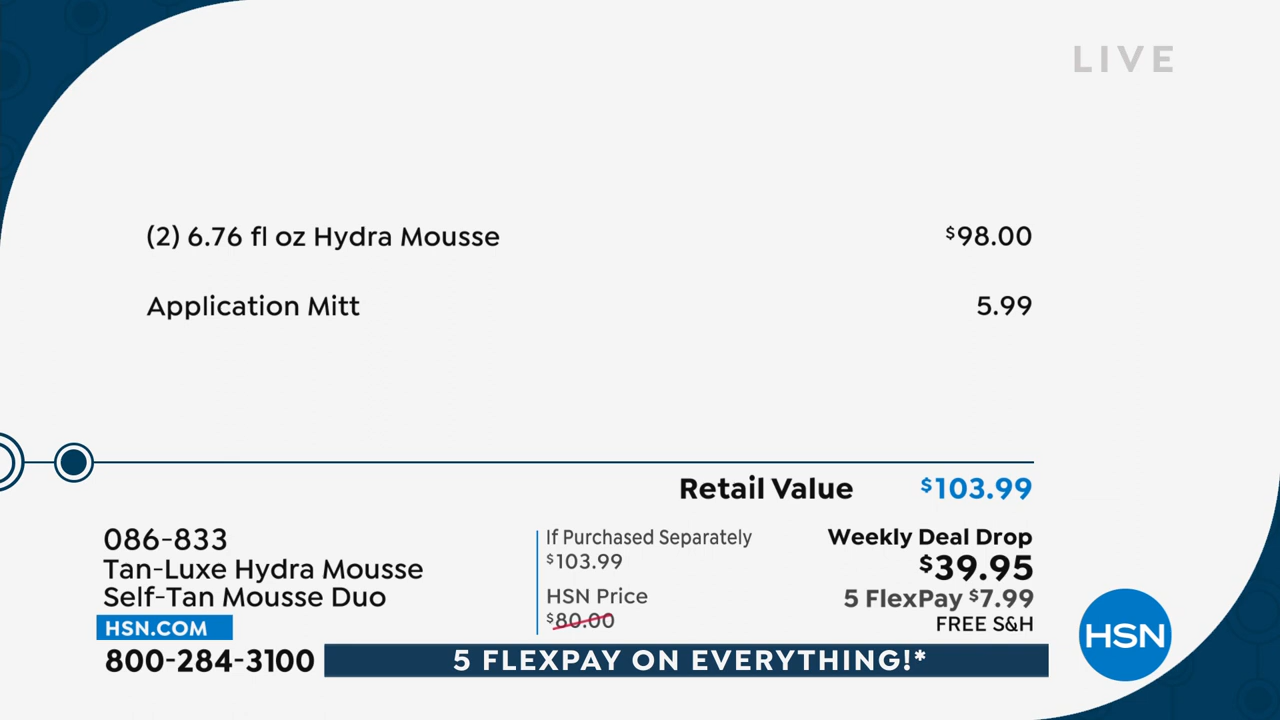 LIVE
(2) 6.76 fl oz Hydra Mousse $98.00
Application Mitt 5.99
Retail Value $103.99
086-833
Tan-Luxe Hydra Mousse
Self-Tan Mousse Duo
HSN.COM
800-284-3100
If Purchased Separately
$103.99
HSN Price
$80.00
Weekly Deal Drop
$39.95
5 FlexPay $7.99
FREE S&H
5 FLEXPAY ON EVERYTHING!*
HSN